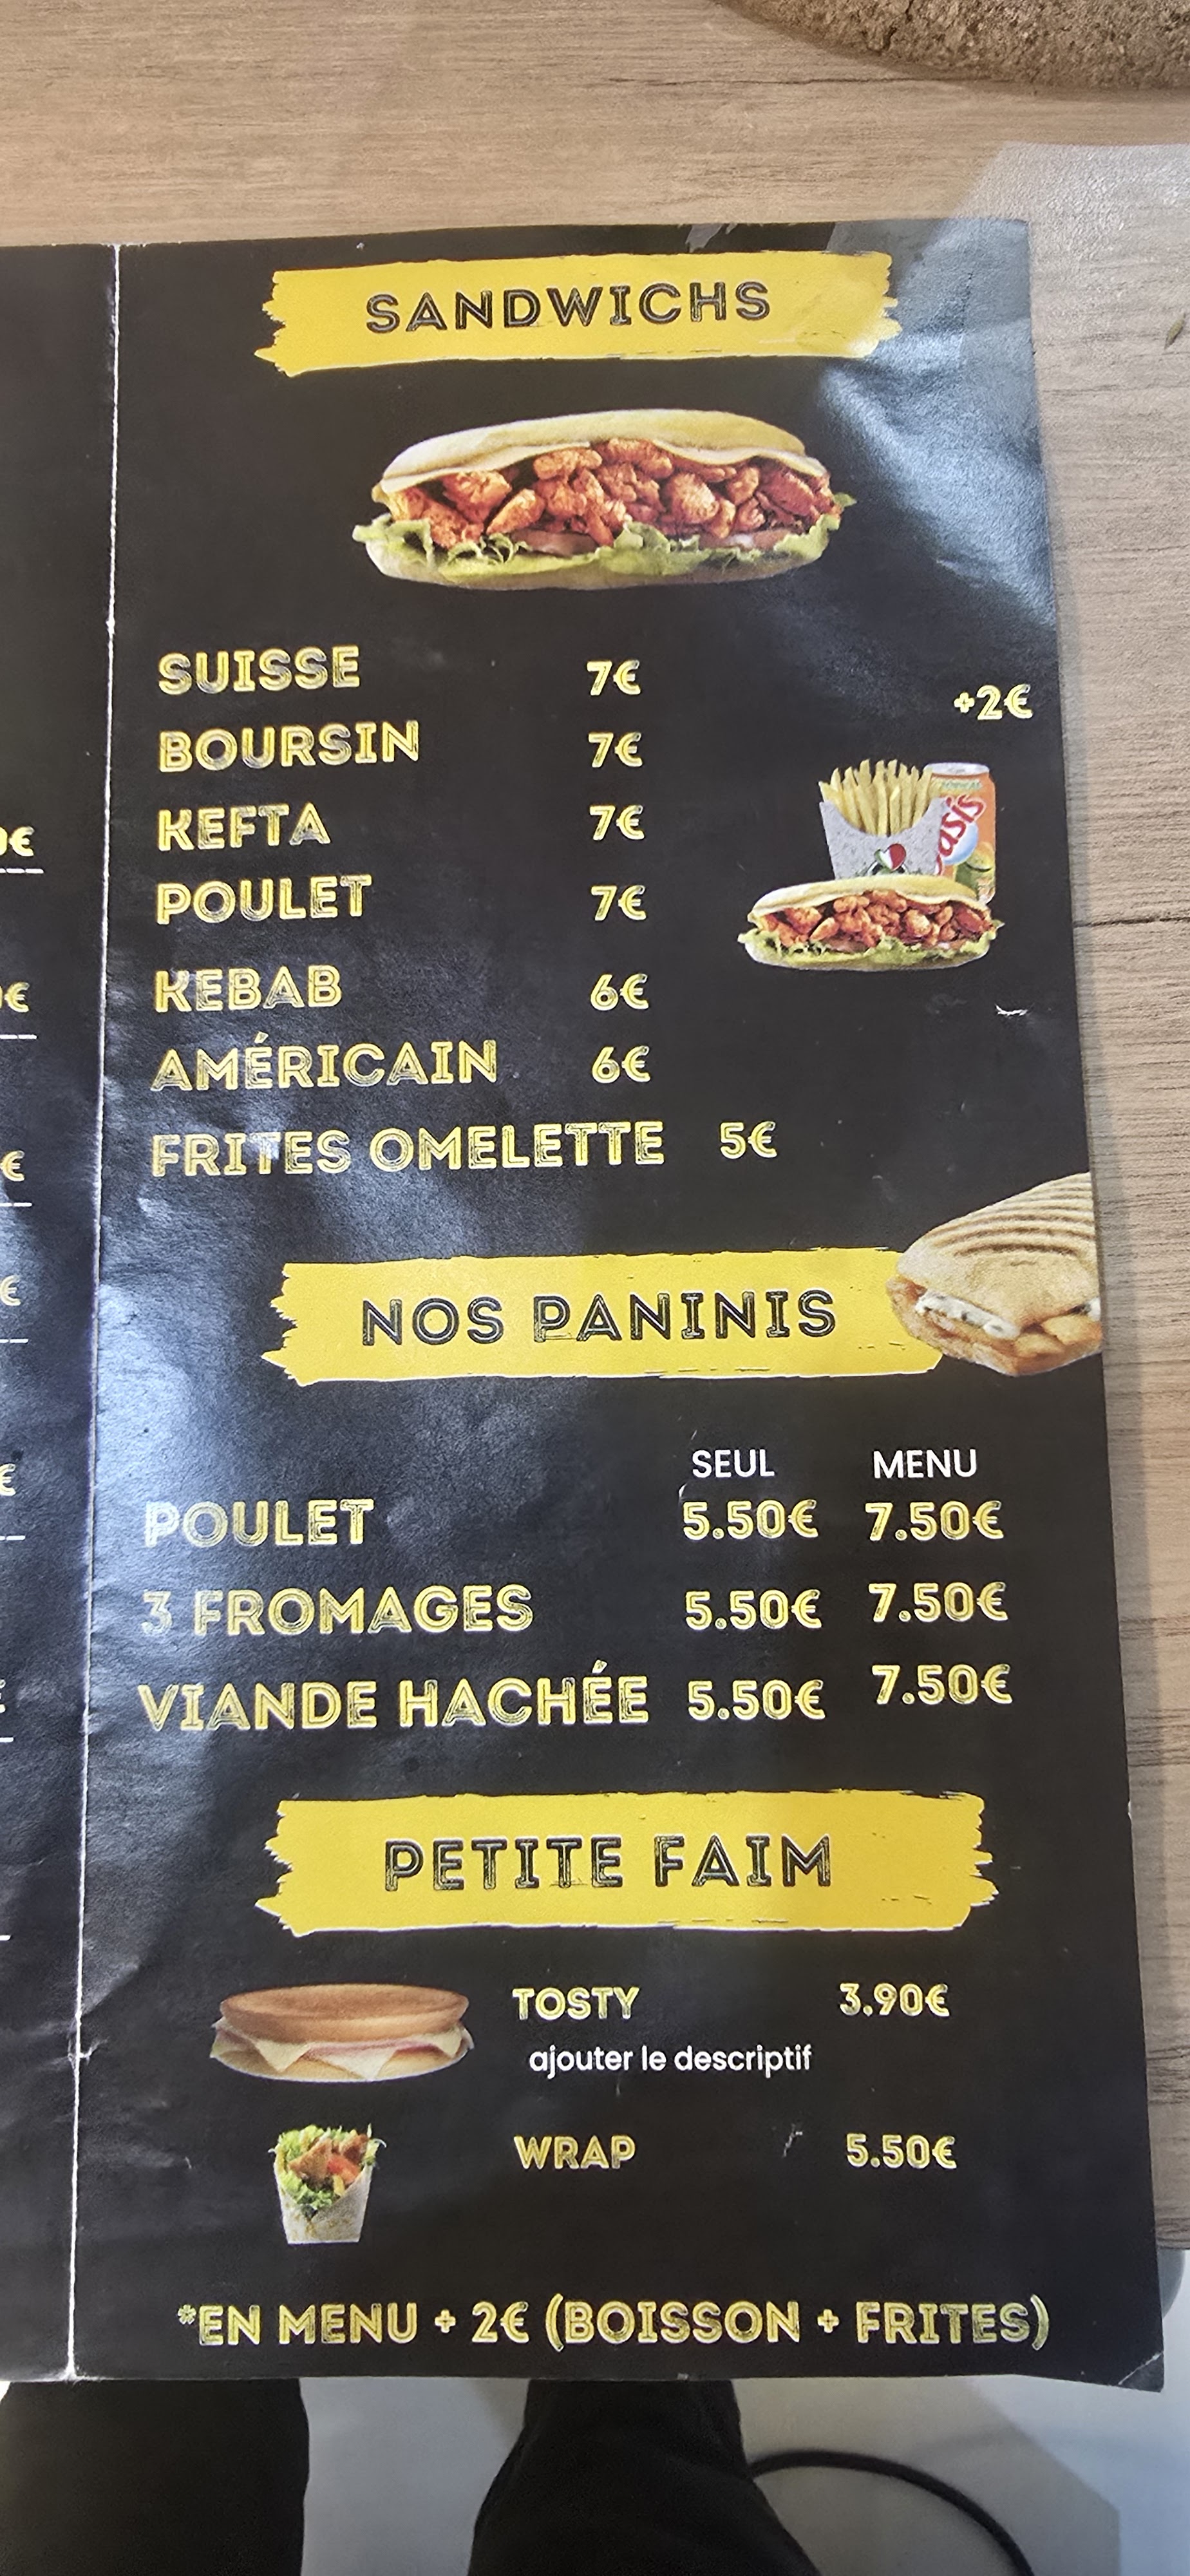 SANDWICHS
SUISSE 7€
+2€
BOURSIN 7€
KEFTA 7€
POULET 7€
KEBAB 6€
AMÉRICAIN 6€
FRITES OMELETTE 5€
NOS PANINIS
SEUL MENU
POULET 5.50€ 7.50€
3 FROMAGES 5.50€ 7.50€
VIANDE HACHÉE 5.50€ 7.50€
PETITE FAIM
TOSTY 3.90€
ajouter le descriptif
WRAP 5.50€
*EN MENU + 2€ (BOISSON + FRITES)